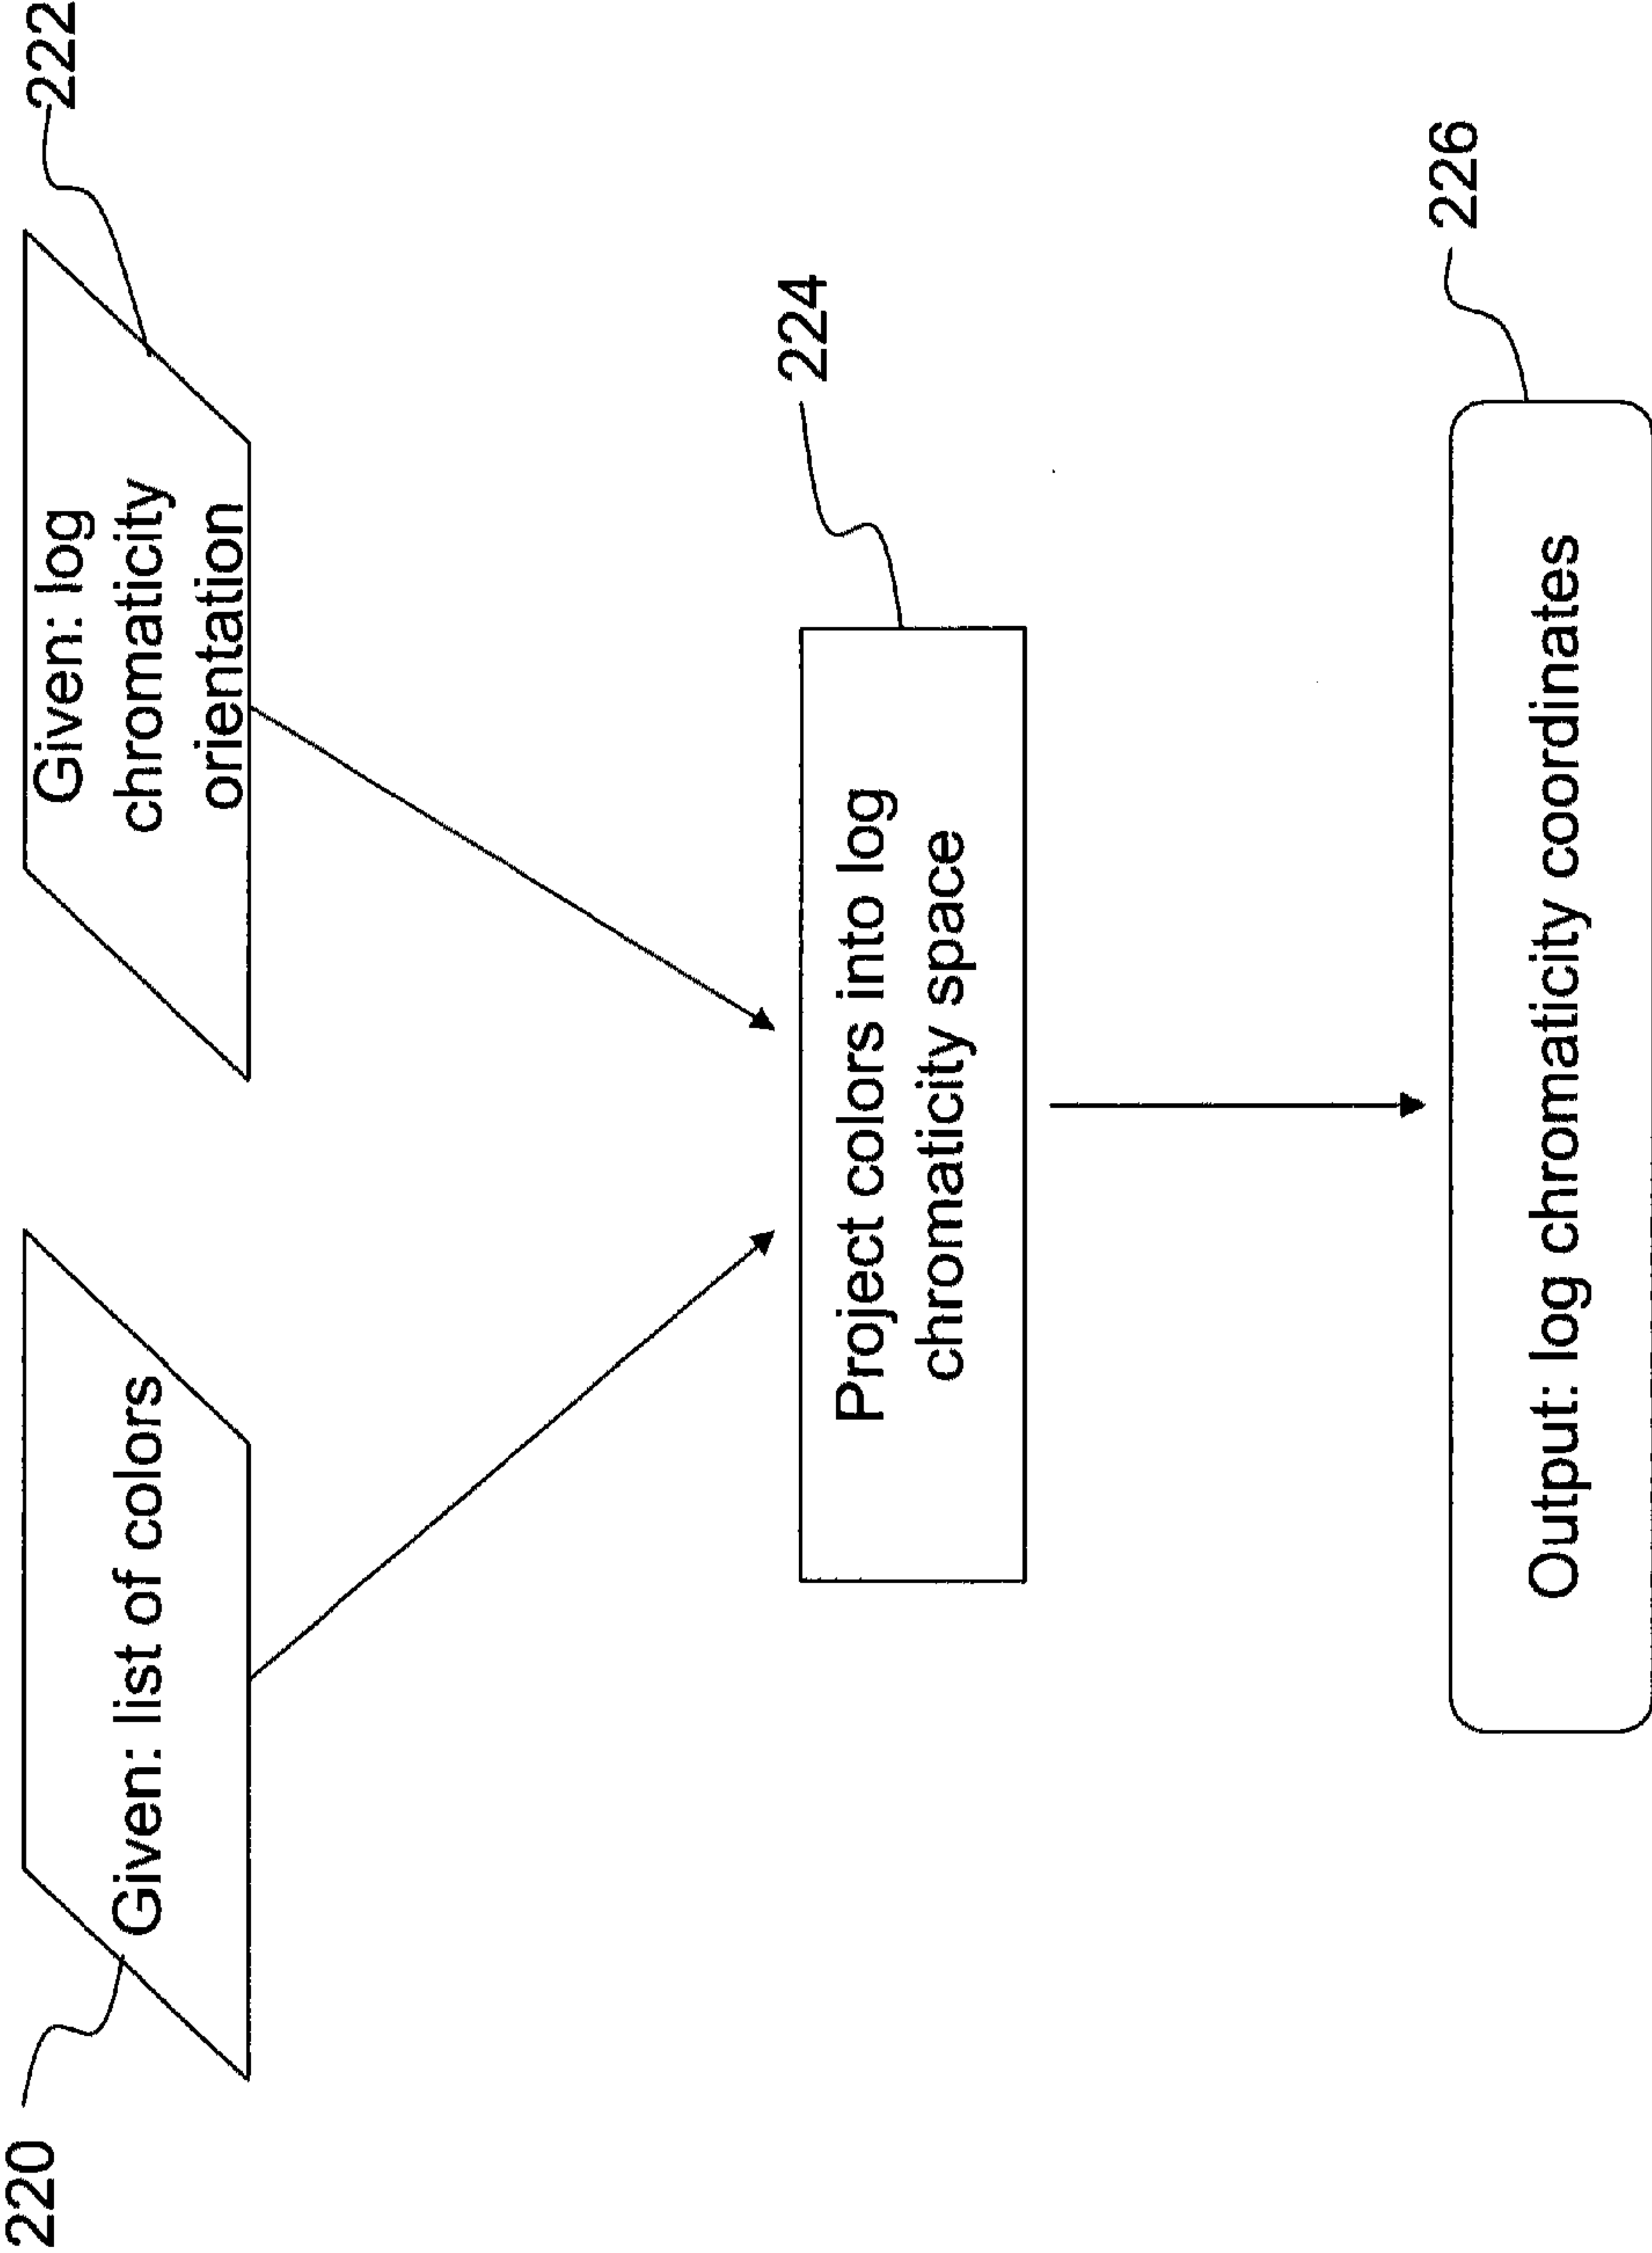 220
Given: list of colors
Given: log
chromaticity
orientation
222
Project colors into log
chromaticity space
224
Output: log chromaticity coordinates
226